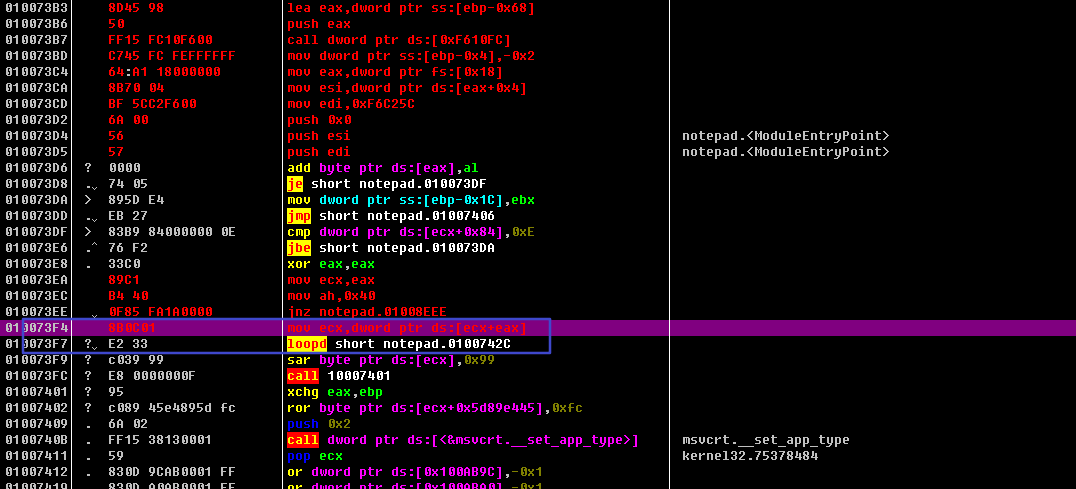 010073B3 8D45 98 lea eax,dword ptr ss:[ebp-0x68]
010073B6 50 push eax
010073B7 FF15 FC10F600 call dword ptr ds:[0xF610FC]
010073BD C745 FC FEFFFFFF mov dword ptr ss:[ebp-0x4],-0x2
010073C4 64:A1 18000000 mov eax,dword ptr fs:[0x18]
010073CA 8B70 04 mov esi,dword ptr ds:[eax+0x4]
010073CD BF 5CC2F600 mov edi,0xF6C25C
010073D2 6A 00 push 0x0
010073D4 56 push esi notepad.<ModuleEntryPoint>
010073D5 57 push edi notepad.<ModuleEntryPoint>
010073D6 ? 0000 add byte ptr ds:[eax],al
010073D8 . 74 05 je short notepad.010073DF
010073DA > 895D E4 mov dword ptr ss:[ebp-0x1C],ebx
010073DD . EB 27 jmp short notepad.01007406
010073DF > 83B9 84000000 0E cmp dword ptr ds:[ecx+0x84],0xE
010073E6 .^ 76 F2 jbe short notepad.010073DA
010073E8 . 33C0 xor eax,eax
010073EA 89C1 mov ecx,eax
010073EC B4 40 mov ah,0x40
010073EE 0F85 FA1A0000 jnz notepad.01008EEE
010073F4 8B0C01 mov ecx,dword ptr ds:[ecx+eax]
010073F7 ? E2 33 loopd short notepad.0100742C
010073F9 ? c039 99 sar byte ptr ds:[ecx],0x99
010073FC ? E8 0000000F call 10007401
01007401 ? 95 xchg eax,ebp
01007402 ? c089 45e4895d fc ror byte ptr ds:[ecx+0x5d89e445],0xfc
01007409 . 6A 02 push 0x2
0100740B . FF15 38130001 call dword ptr ds:[<&msvcrt.__set_app_type>] msvcrt.__set_app_type
01007411 . 59 pop ecx kernel32.75378484
01007412 . 830D 9CAB0001 FF or dword ptr ds:[0x100AB9C],-0x1
01007419 . 830D A0AB0001 FF or dword ptr ds:[0x100ABA0],-0x1